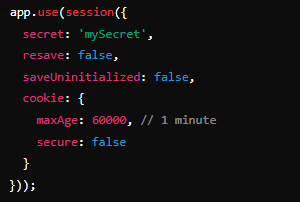 app.use(session({
  secret: 'mySecret',
  resave: false,
  saveUninitialized: false,
  cookie: {
    maxAge: 60000, // 1 minute
    secure: false
  }
}));